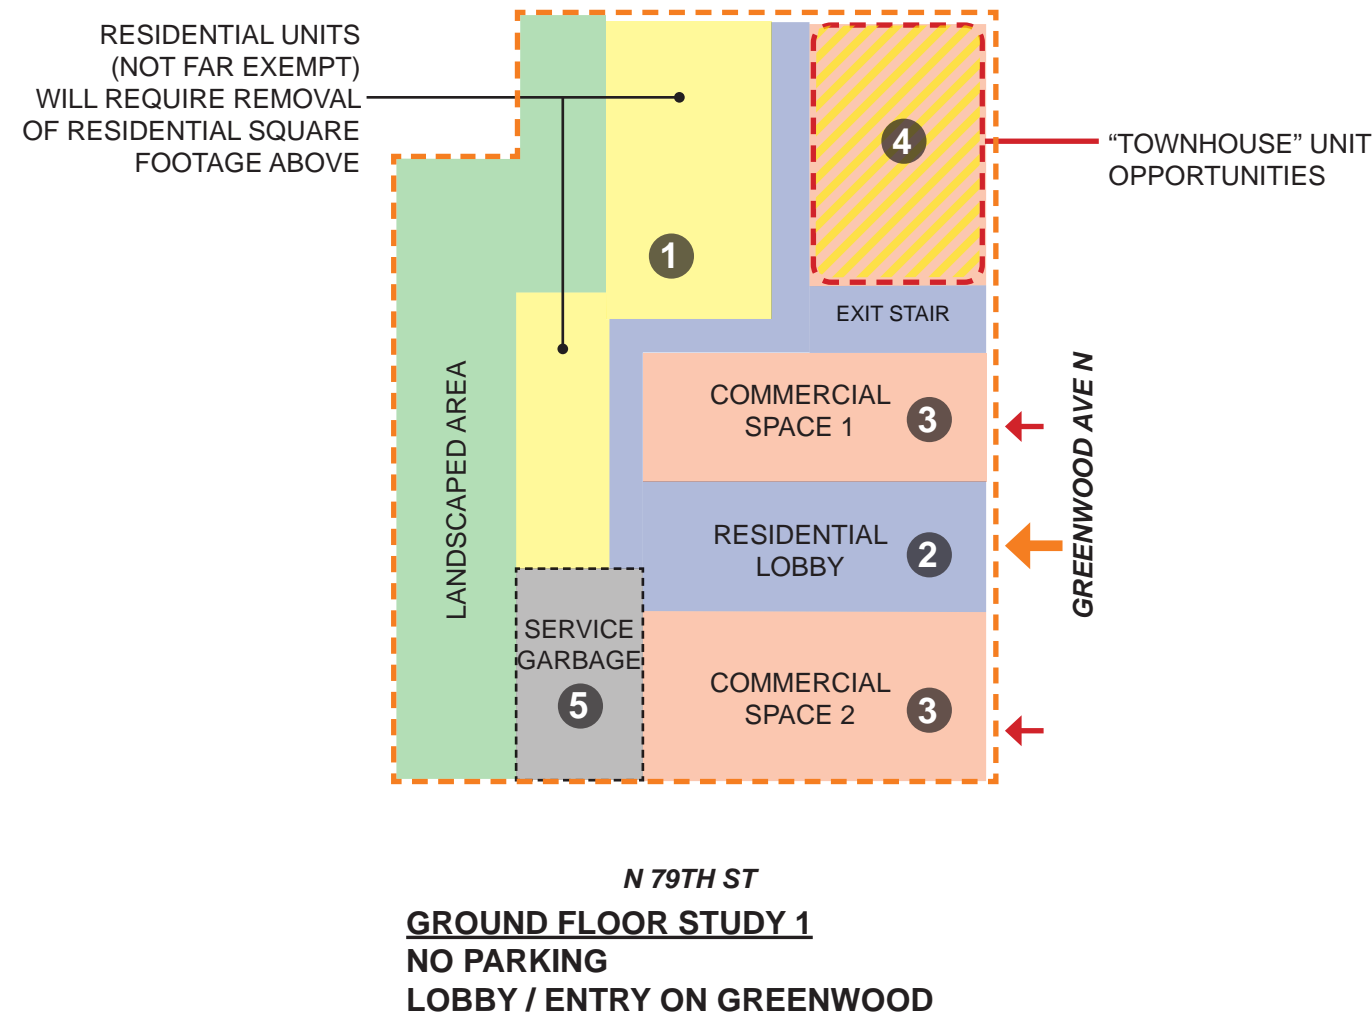 RESIDENTIAL UNITS
(NOT FAR EXEMPT)
WILL REQUIRE REMOVAL
OF RESIDENTIAL SQUARE
FOOTAGE ABOVE
4
“TOWNHOUSE” UNIT
OPPORTUNITIES
1
EXIT STAIR
LANDSCAPED AREA
COMMERCIAL
SPACE 1
3
GREENWOOD AVE N
RESIDENTIAL
LOBBY
2
SERVICE
GARBAGE
5
COMMERCIAL
SPACE 2
3
N 79TH ST
GROUND FLOOR STUDY 1
NO PARKING
LOBBY / ENTRY ON GREENWOOD